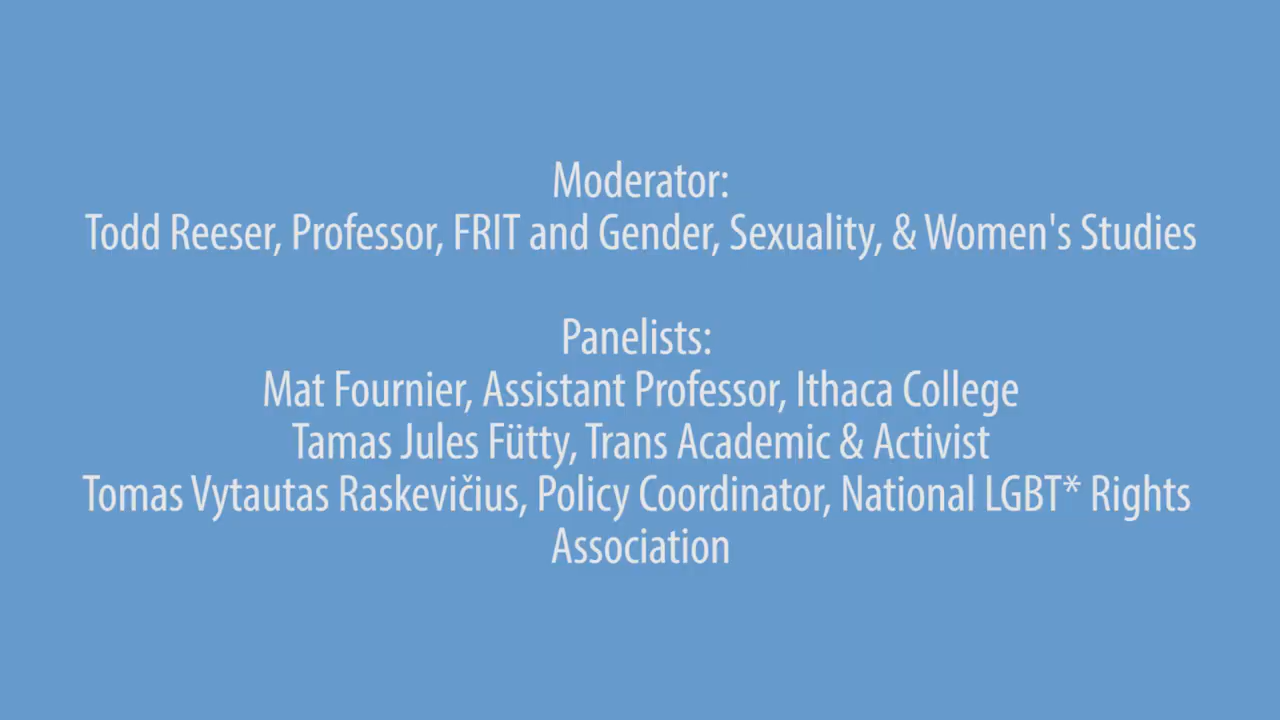 Moderator:
Todd Reeser, Professor, FRIT and Gender, Sexuality, & Women's Studies
Panelists:
Mat Fournier, Assistant Professor, Ithaca College
Tamas Jules Fütty, Trans Academic & Activist
Tomas Vytautas Raskevičius, Policy Coordinator, National LGBT* Rights
Association